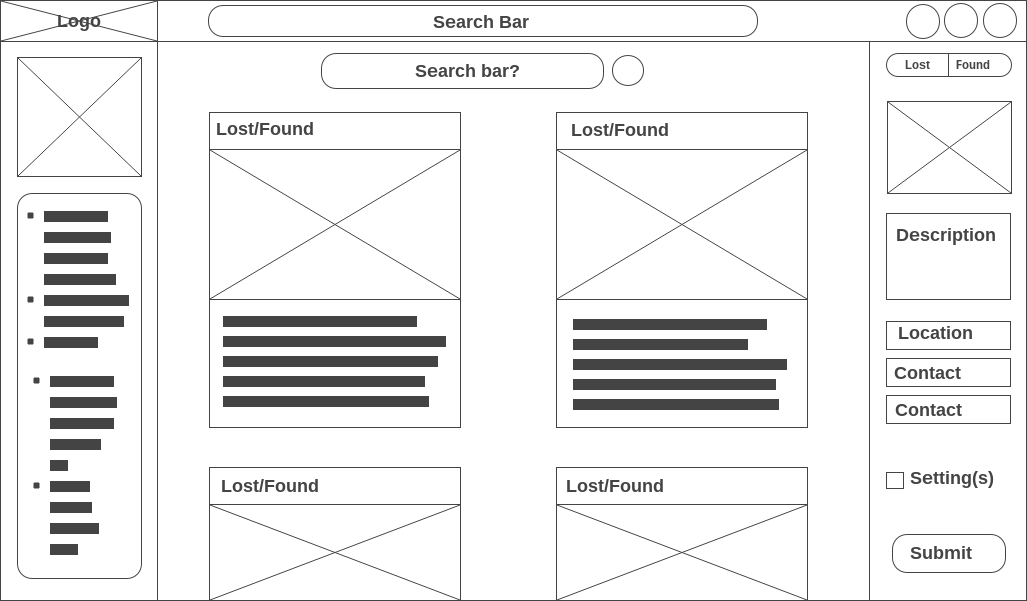 Logo
Search Bar
Search bar?
Lost Found
Lost/Found
Lost/Found
Description
Location
Contact
Contact
Lost/Found
Lost/Found
Setting(s)
Submit